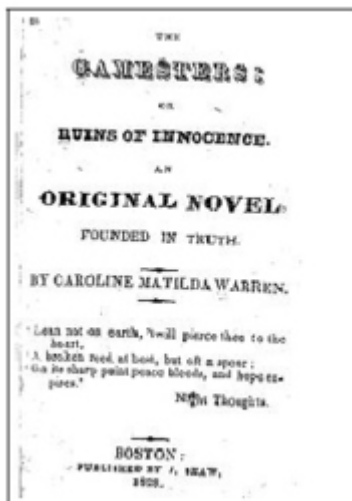 THE
GAMESTERS:
OR
RUINS OF INNOCENCE.
AN
ORIGINAL NOVEL
FOUNDED IN TRUTH.
BY CAROLINE MATILDA WARREN.
"Lean not on earth, 'twill pierce thee to the
heart,
A broken reed at best, but oft a spear;
On its sharp point peace bleeds, and hope ex-
pires."
Night Thoughts.
BOSTON:
PUBLISHED BY J. SHAW,